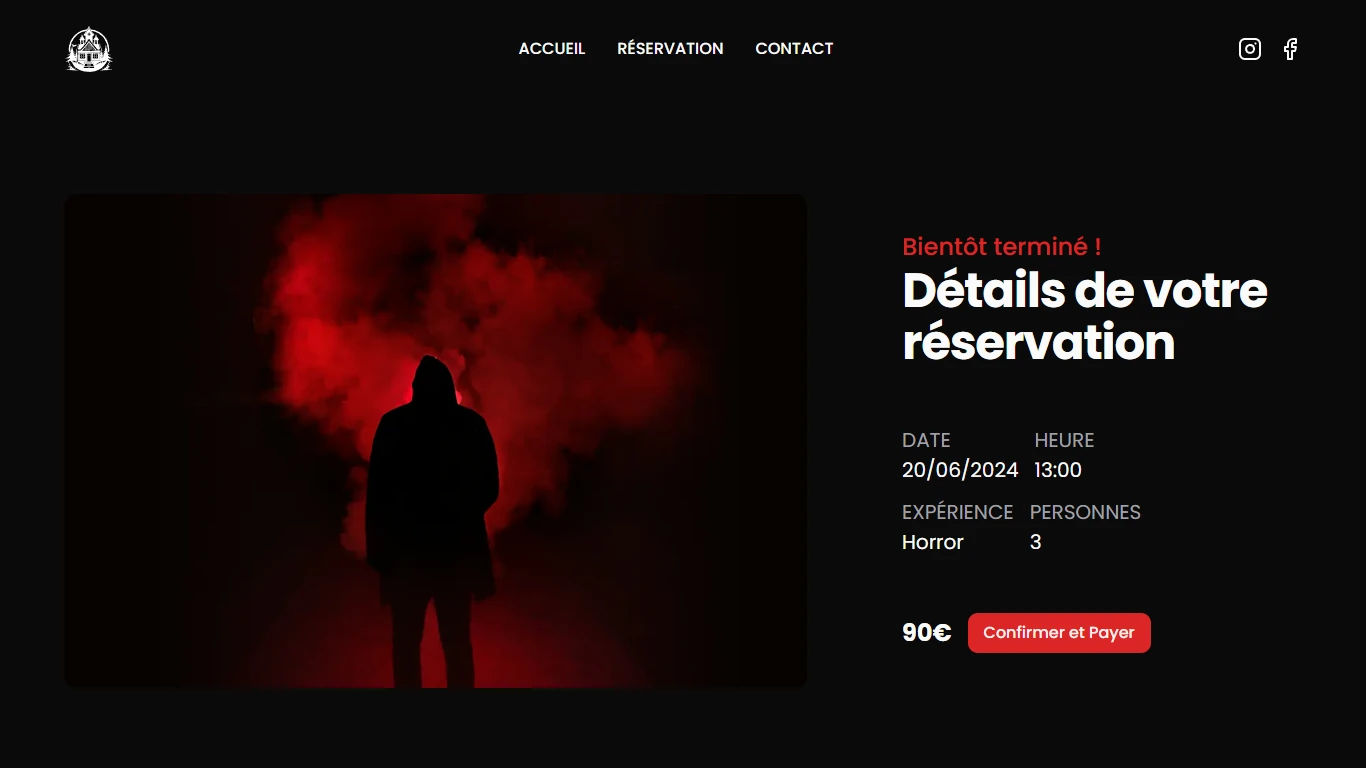 ACCUEIL RÉSERVATION CONTACT
Bientôt terminé !
Détails de votre
réservation
DATE HEURE
20/06/2024 13:00
EXPÉRIENCE PERSONNES
Horror 3
90€ Confirmer et Payer